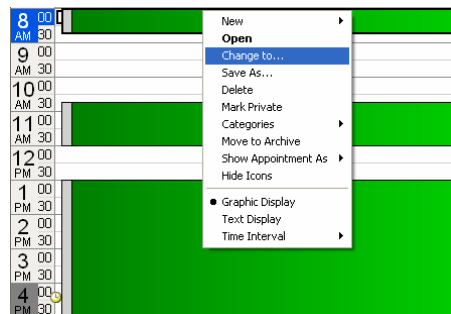 8 00
AM 30
9 00
AM 30
10 00
AM 30
11 00
AM 30
12 00
PM 30
1 00
PM 30
2 00
PM 30
3 00
PM 30
4 00
PM 30
New
Open
Change to...
Save As...
Delete
Mark Private
Categories
Move to Archive
Show Appointment As
Hide Icons
Graphic Display
Text Display
Time Interval